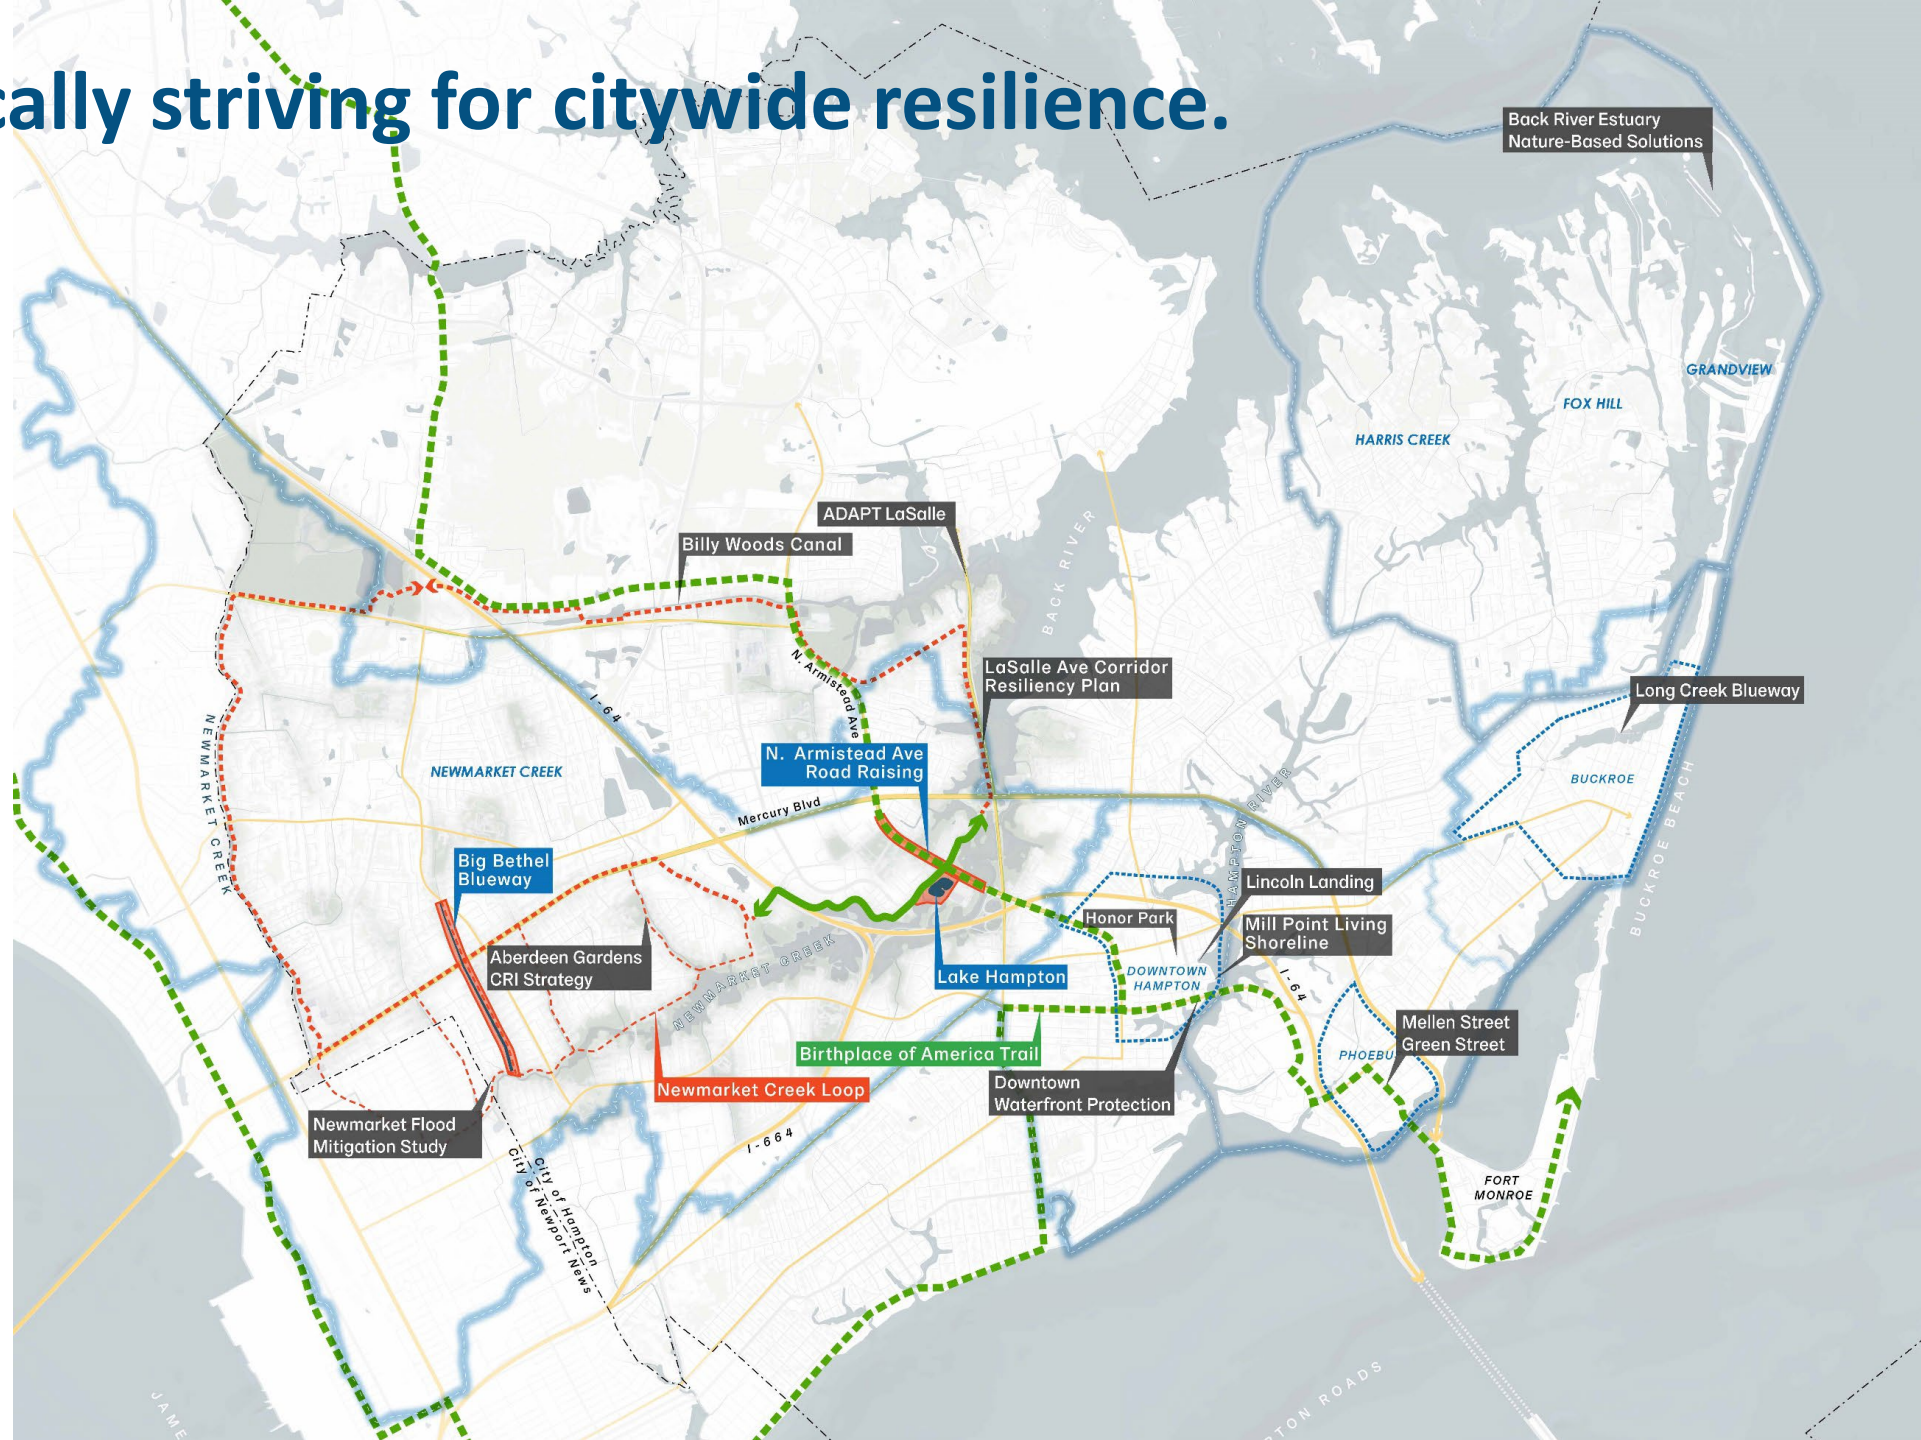 cally striving for citywide resilience.
Back River Estuary
Nature-Based Solutions
GRANDVIEW
FOX HILL
HARRIS CREEK
ADAPT LaSalle
Billy Woods Canal
BACK RIVER
N. Armistead Ave
LaSalle Ave Corridor
Resiliency Plan
Long Creek Blueway
I-64
NEWMARKET CREEK
NEWMARKET CREEK
N. Armistead Ave
Road Raising
BUCKROE
Mercury Blvd
HAMPTON RIVER
BUCKROE BEACH
Big Bethel
Blueway
Lincoln Landing
Honor Park
Mill Point Living
Shoreline
Aberdeen Gardens
CRI Strategy
NEWMARKET CREEK
Lake Hampton
DOWNTOWN
HAMPTON
I-64
Mellen Street
Green Street
PHOEBU
Birthplace of America Trail
Newmarket Creek Loop
Downtown
Waterfront Protection
Newmarket Flood
Mitigation Study
I-664
City of Hampton
City of Newport News
FORT
MONROE
JAME
TON ROADS